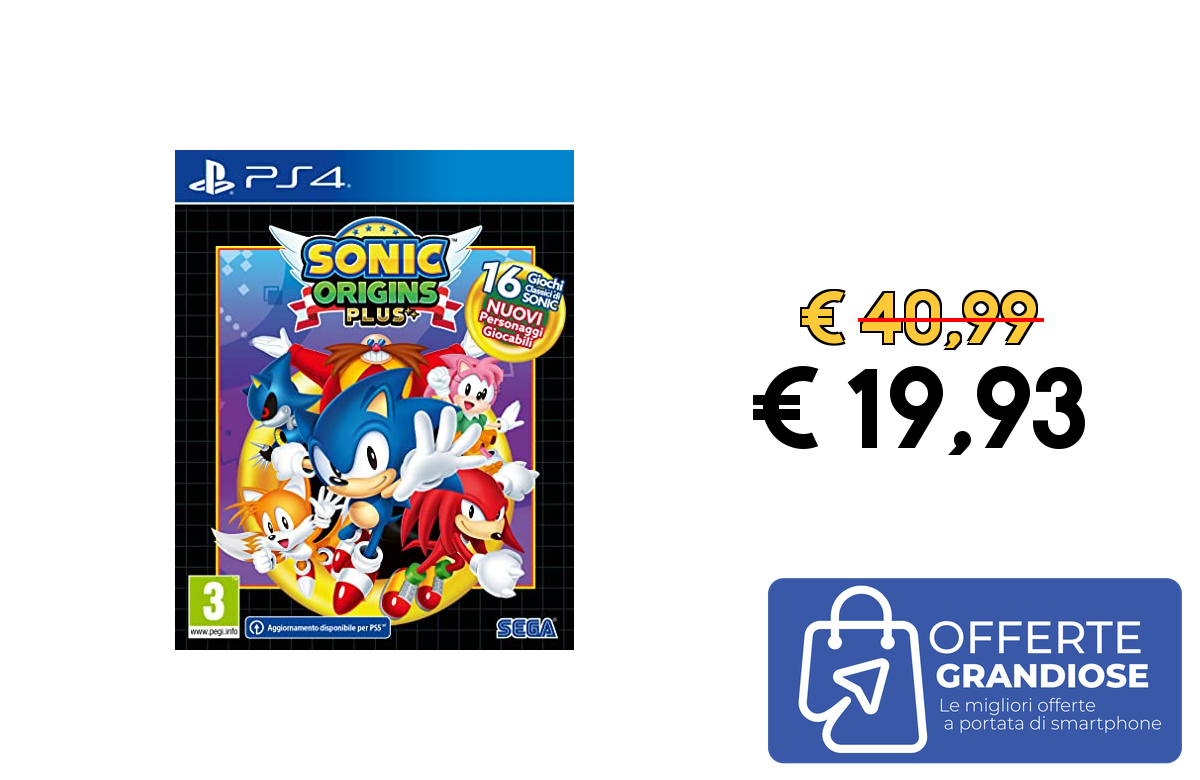 PS4
SONIC™
ORIGINS
PLUS
16 Giochi
Classici di
SONIC
NUOVI
Personaggi
Giocabili
€ 40,99
€ 19,93
3
www.pegi.info
Aggiornamento disponibile per PS5
SEGA
OFFERTE
GRANDIOSE
Le migliori offerte
a portata di smartphone